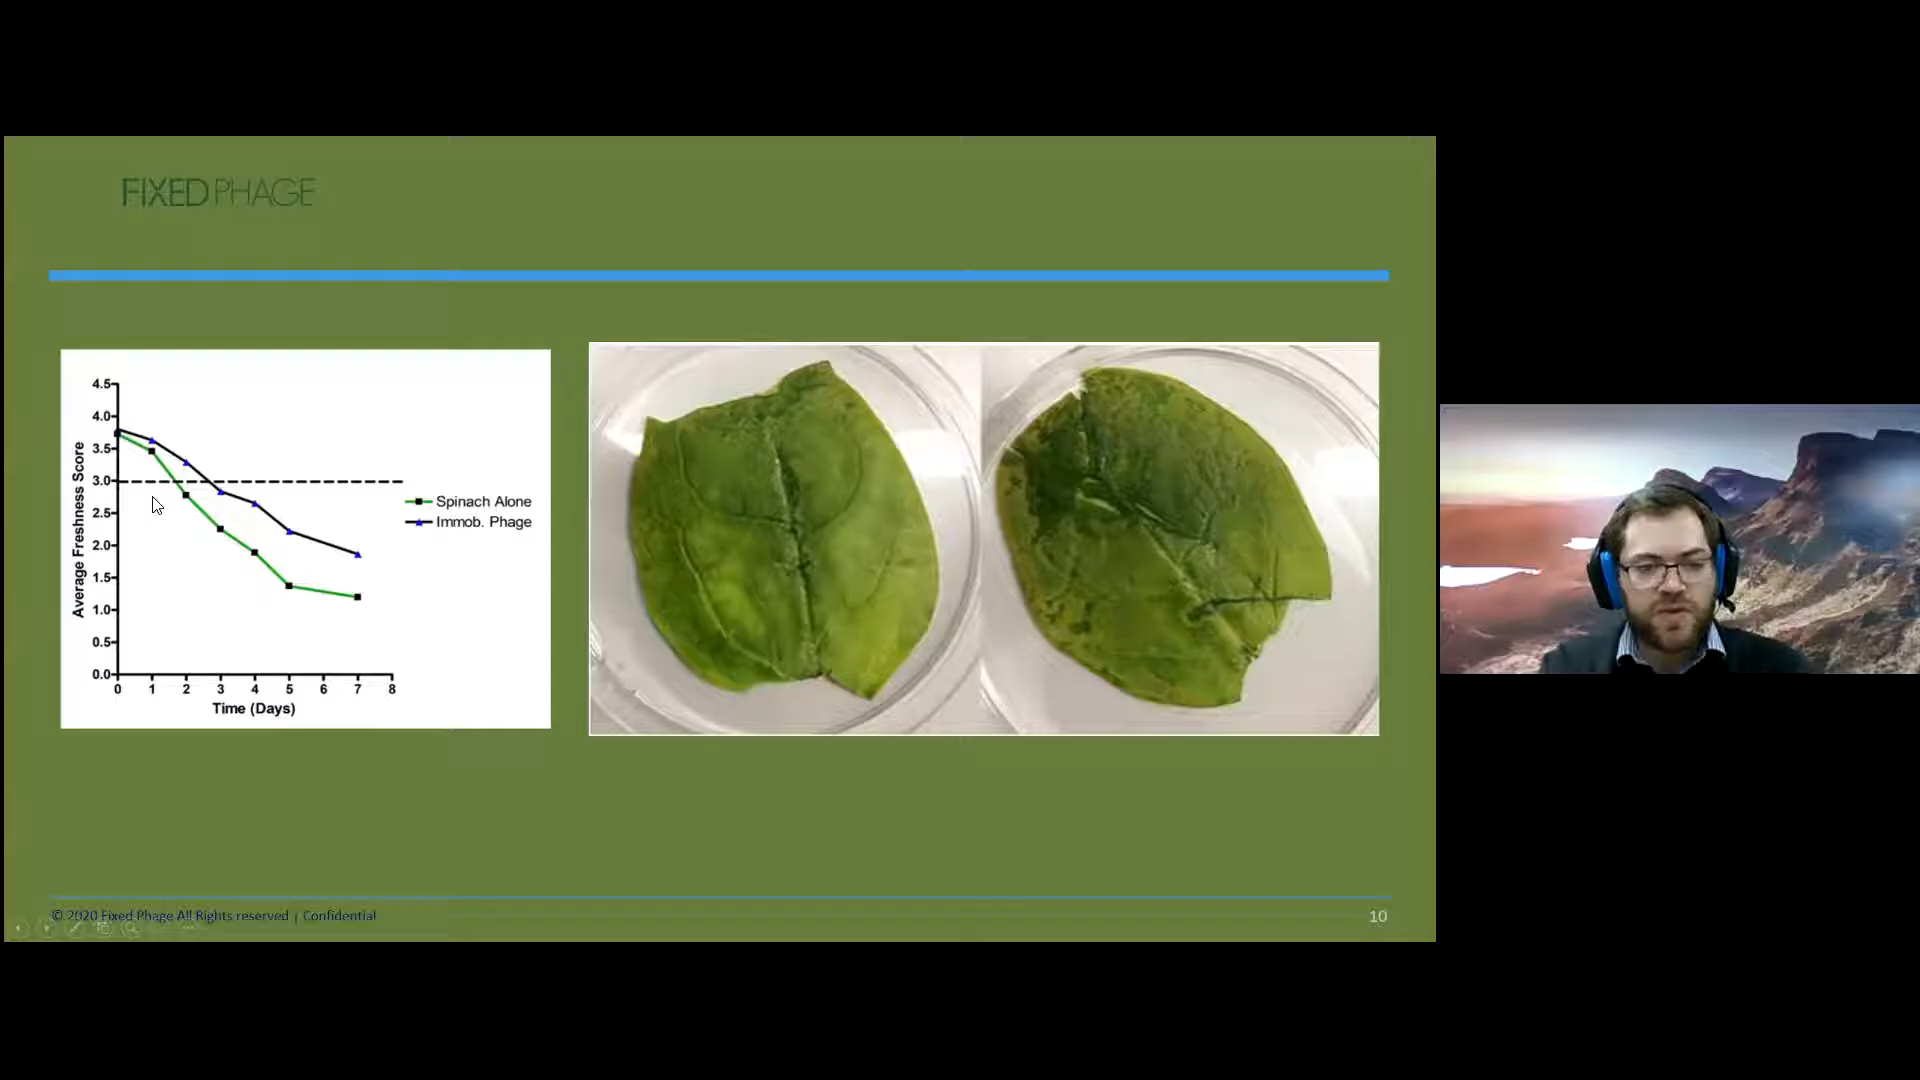 FIXED PHAGE
4.5
4.0
3.5
3.0
2.5
2.0
1.5
1.0
0.5
0.0
Average Freshness Score
0 1 2 3 4 5 6 7 8
Time (Days)
Spinach Alone
Immob. Phage
© 2020 Fixed Phage All Rights reserved | Confidential
10